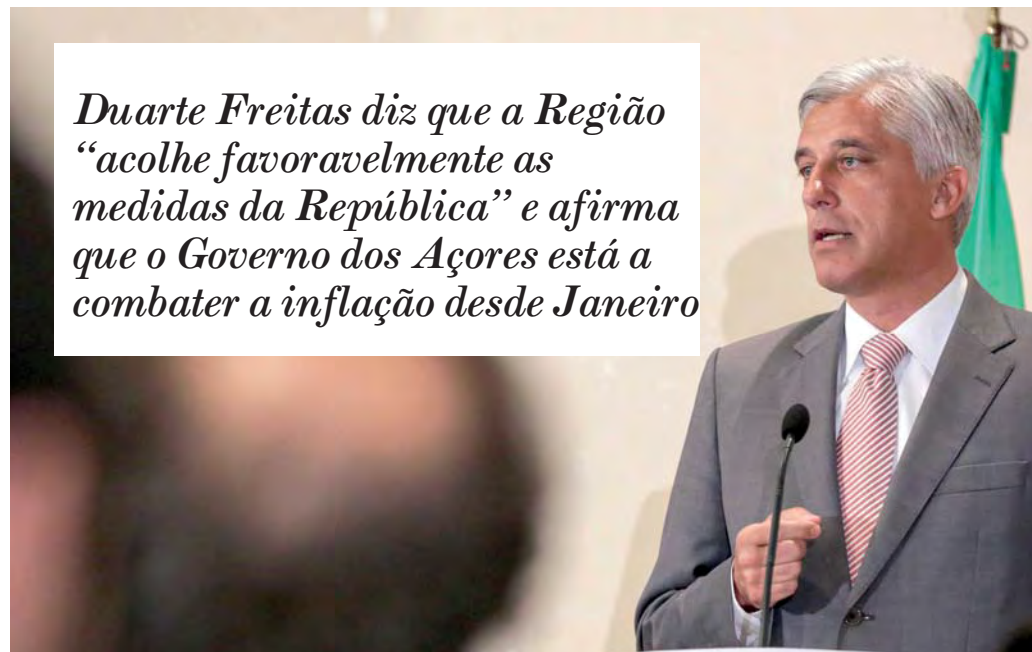 Duarte Freitas diz que a Região
“acolhe favoravelmente as
medidas da República” e afirma
que o Governo dos Açores está a
combater a inflação desde Janeiro